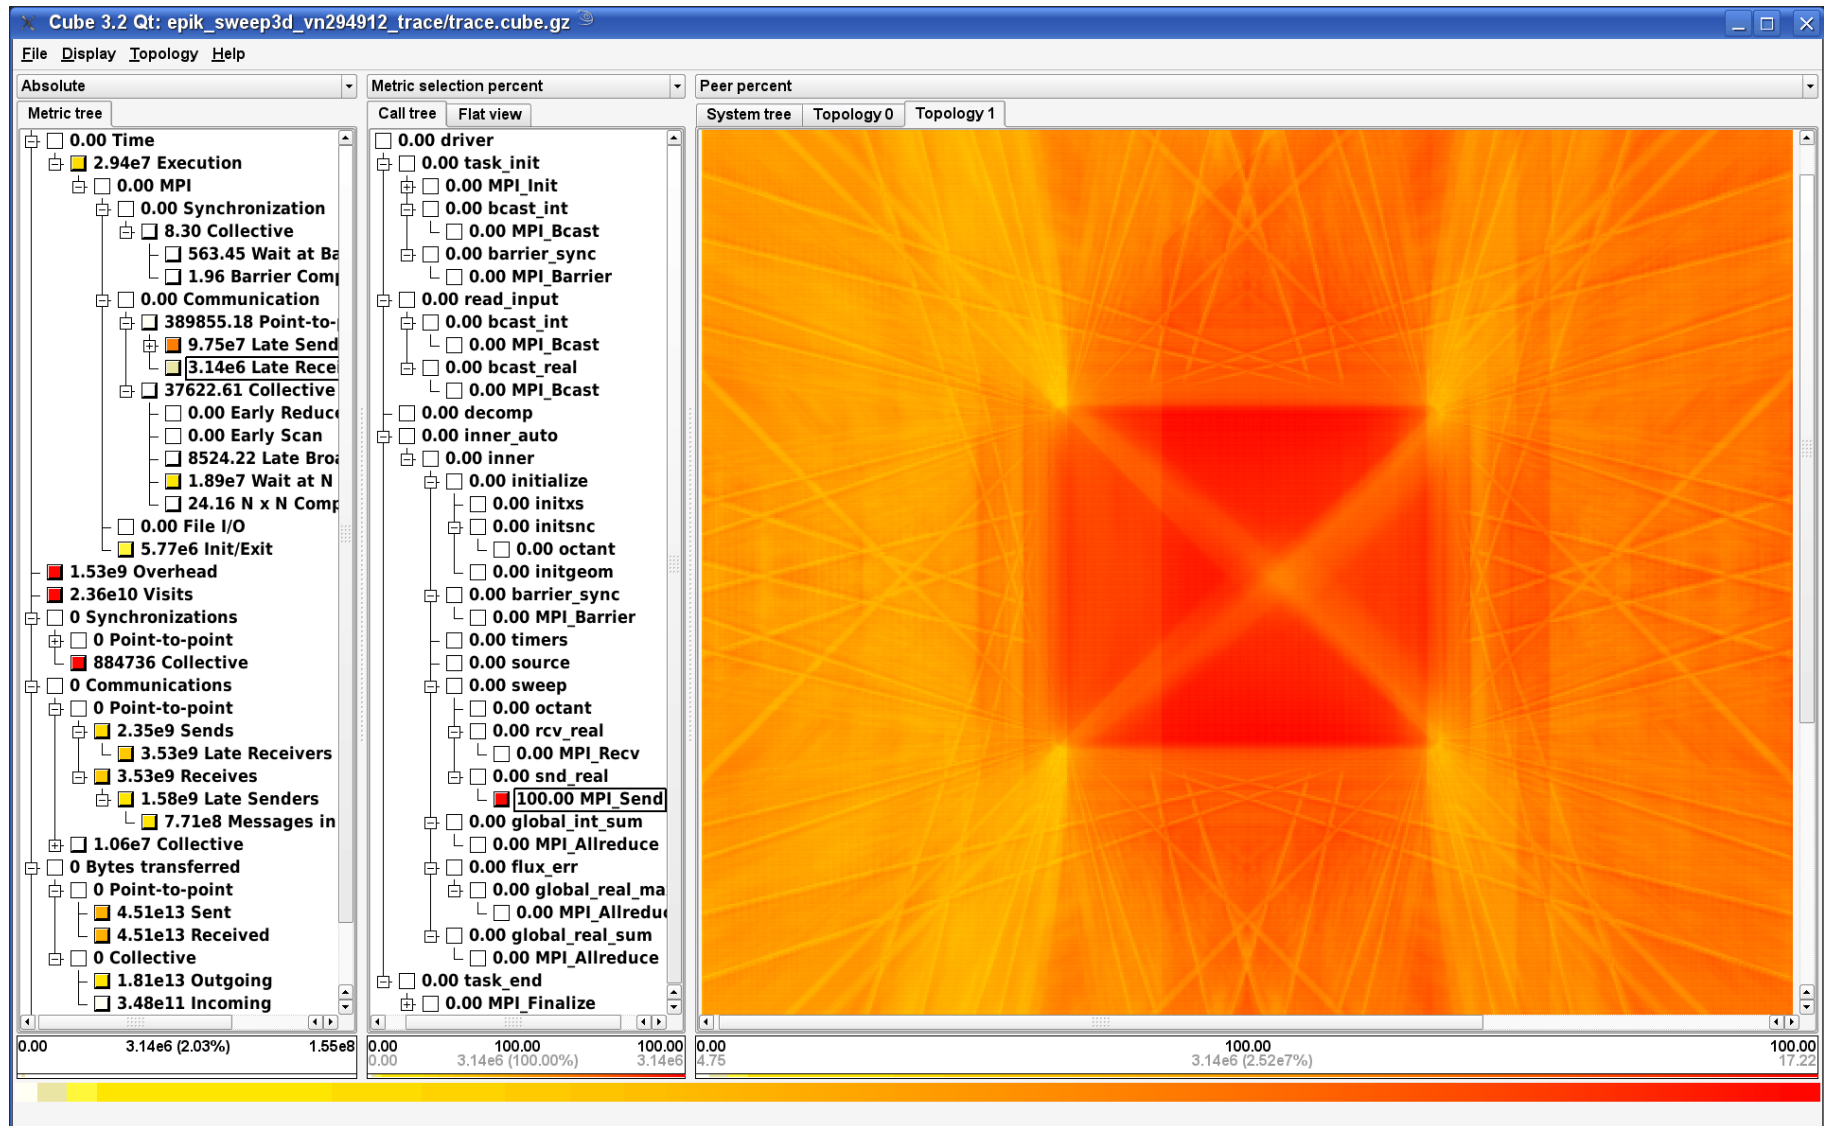 Cube 3.2 Qt: epik_sweep3d_vn294912_trace/trace.cube.gz
File Display Topology Help
Absolute
Metric tree
0.00 Time
2.94e7 Execution
0.00 MPI
0.00 Synchronization
8.30 Collective
563.45 Wait at Ba
1.96 Barrier Comp
0.00 Communication
389855.18 Point-to-
9.75e7 Late Send
3.14e6 Late Recei
37622.61 Collective
0.00 Early Reduce
0.00 Early Scan
8524.22 Late Broa
1.89e7 Wait at N
24.16 N x N Comp
0.00 File I/O
5.77e6 Init/Exit
1.53e9 Overhead
2.36e10 Visits
0 Synchronizations
0 Point-to-point
884736 Collective
0 Communications
0 Point-to-point
2.35e9 Sends
3.53e9 Late Receivers
3.53e9 Receives
1.58e9 Late Senders
7.71e8 Messages in
1.06e7 Collective
0 Bytes transferred
0 Point-to-point
4.51e13 Sent
4.51e13 Received
0 Collective
1.81e13 Outgoing
3.48e11 Incoming
0.00 3.14e6 (2.03%) 1.55e8
Metric selection percent
Call tree Flat view
0.00 driver
0.00 task_init
0.00 MPI_Init
0.00 bcast_int
0.00 MPI_Bcast
0.00 barrier_sync
0.00 MPI_Barrier
0.00 read_input
0.00 bcast_int
0.00 MPI_Bcast
0.00 bcast_real
0.00 MPI_Bcast
0.00 decomp
0.00 inner_auto
0.00 inner
0.00 initialize
0.00 initxs
0.00 initsnc
0.00 octant
0.00 initgeom
0.00 barrier_sync
0.00 MPI_Barrier
0.00 timers
0.00 source
0.00 sweep
0.00 octant
0.00 rcv_real
0.00 MPI_Recv
0.00 snd_real
100.00 MPI_Send
0.00 global_int_sum
0.00 MPI_Allreduce
0.00 flux_err
0.00 global_real_ma
0.00 MPI_Allreduc
0.00 global_real_sum
0.00 MPI_Allreduce
0.00 task_end
0.00 MPI_Finalize
0.00 100.00 100.00
0.00 3.14e6 (100.00%) 3.14e6
Peer percent
System tree Topology 0 Topology 1
0.00 100.00 100.00
4.75 3.14e6 (2.52e7%) 17.22